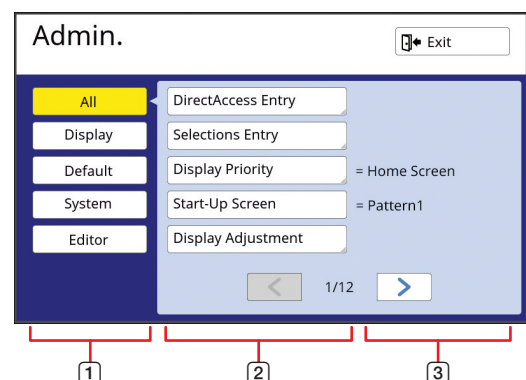 Admin.
Exit
All
DirectAccess Entry
Display
Selections Entry
Default
Display Priority
= Home Screen
System
Start-Up Screen
= Pattern1
Editor
Display Adjustment
<
1/12
>
1
2
3